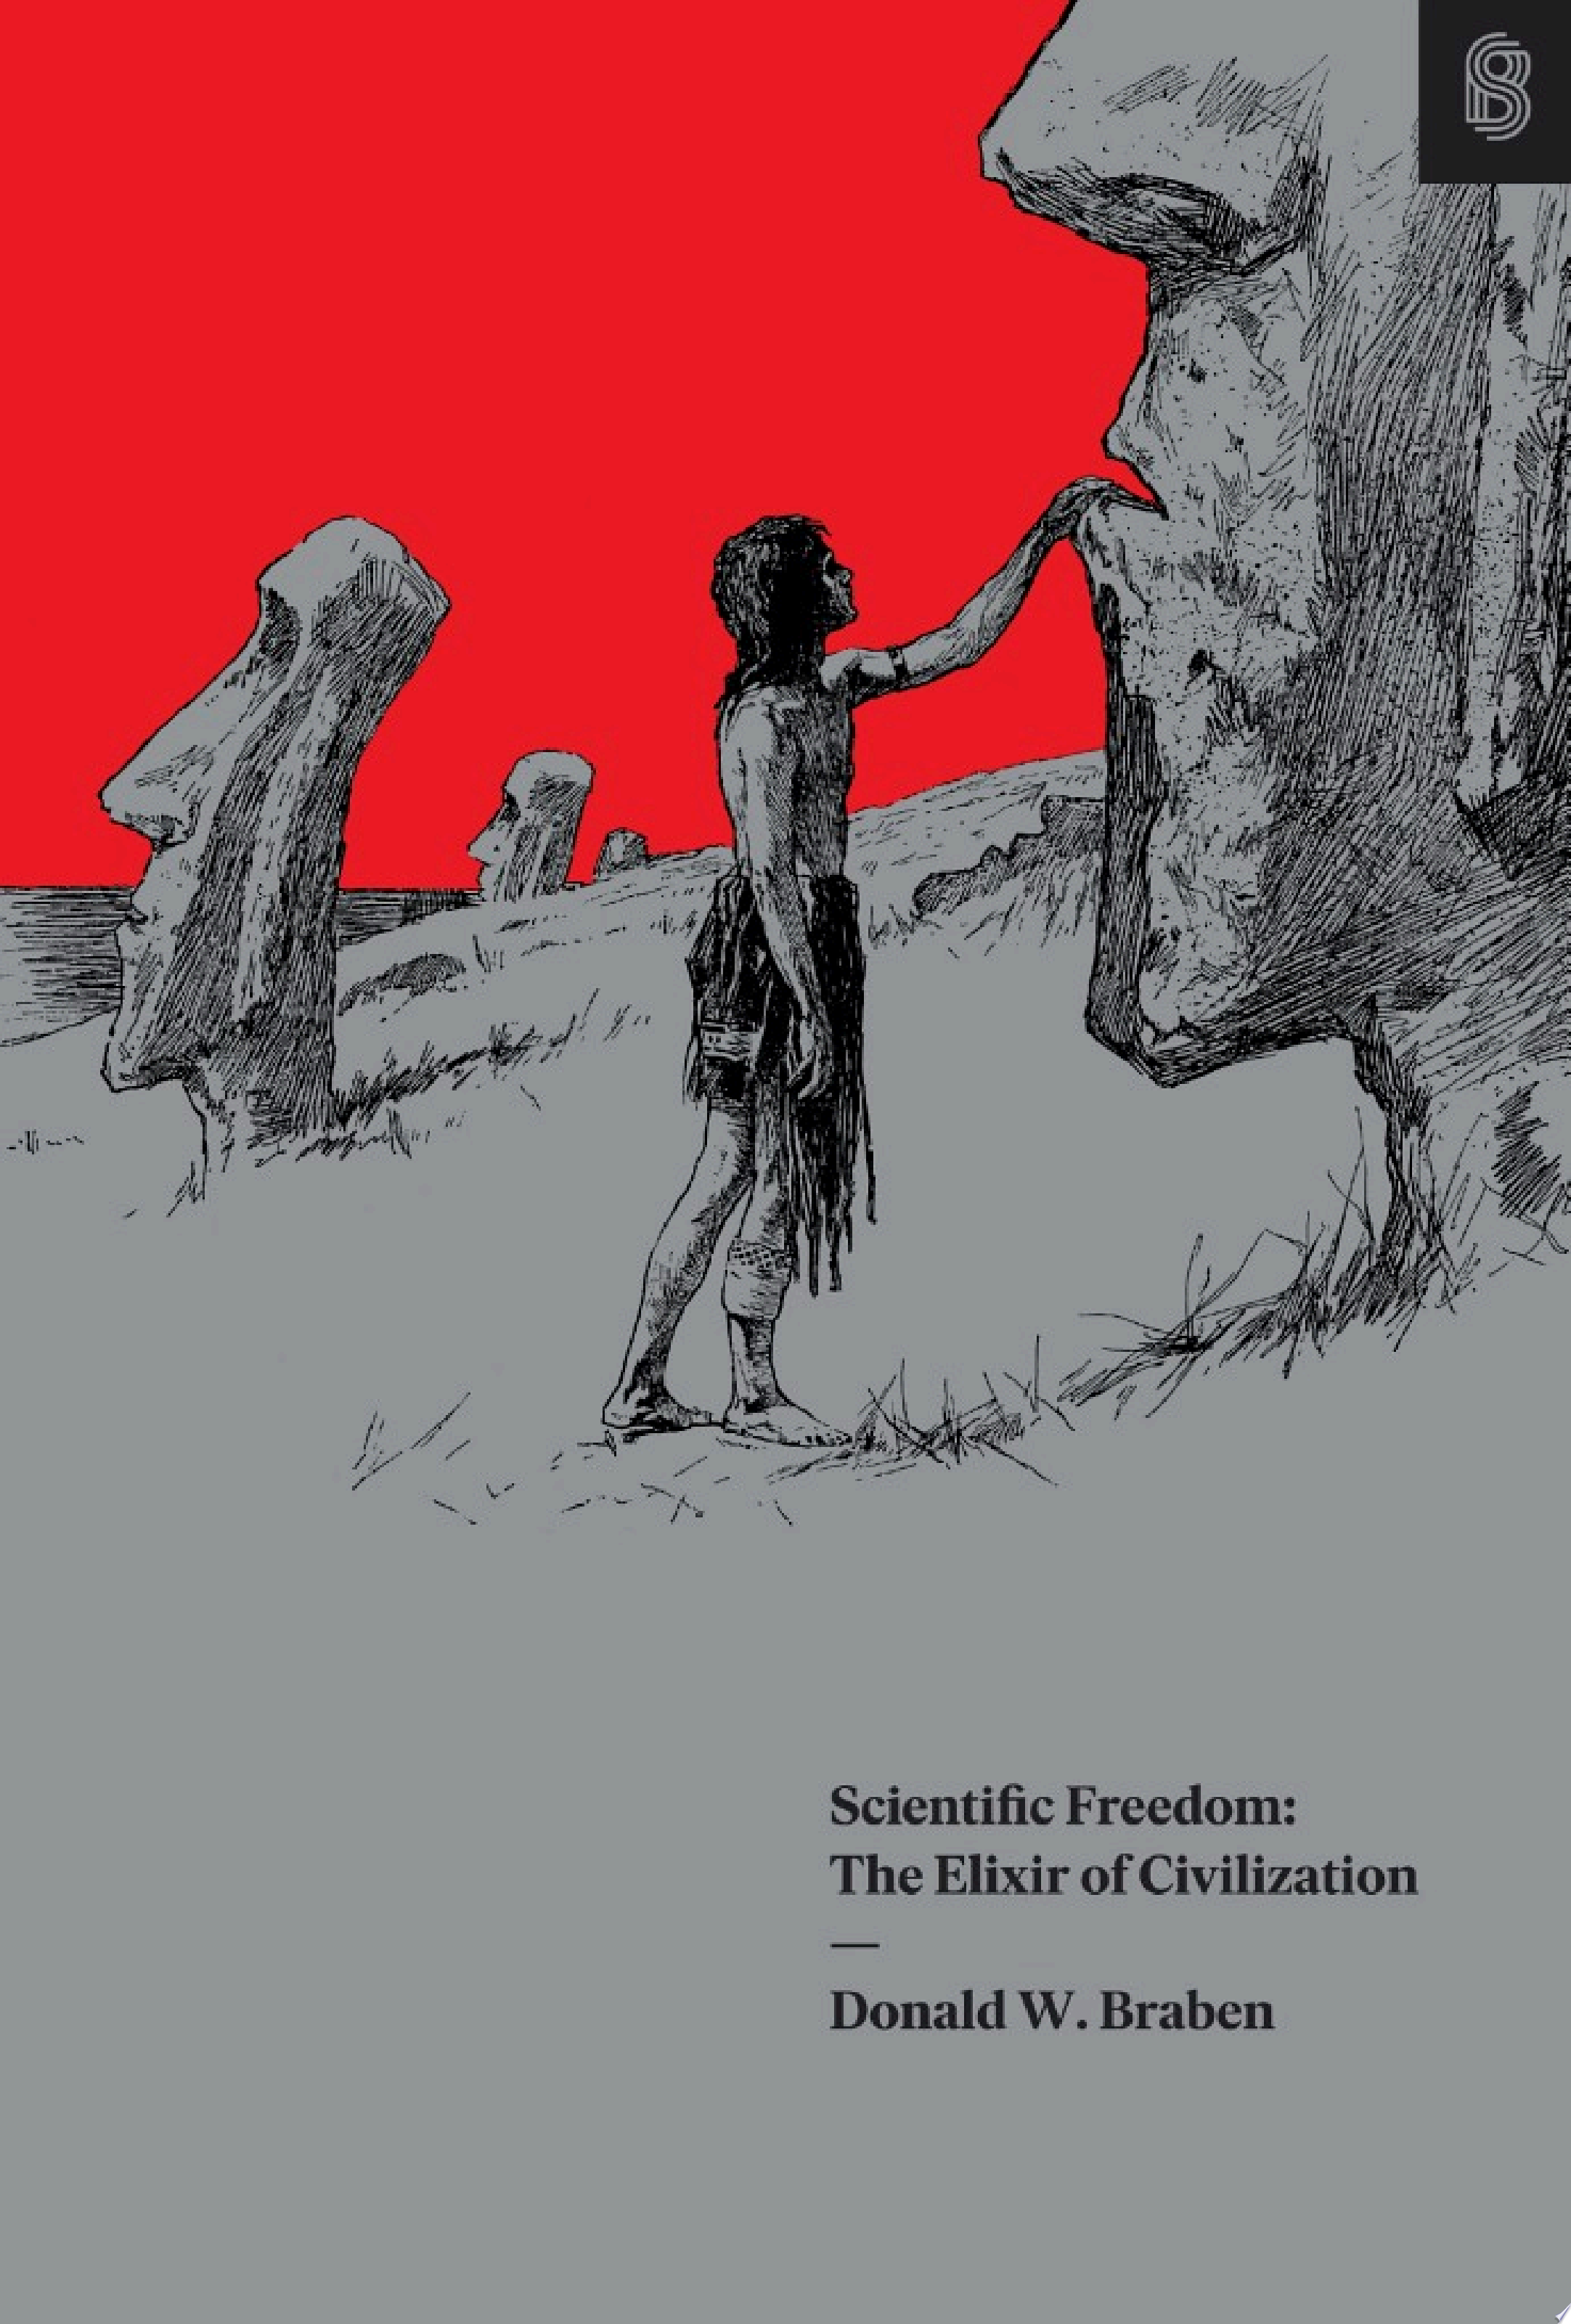 Scientific Freedom:
The Elixir of Civilization
—
Donald W. Braben